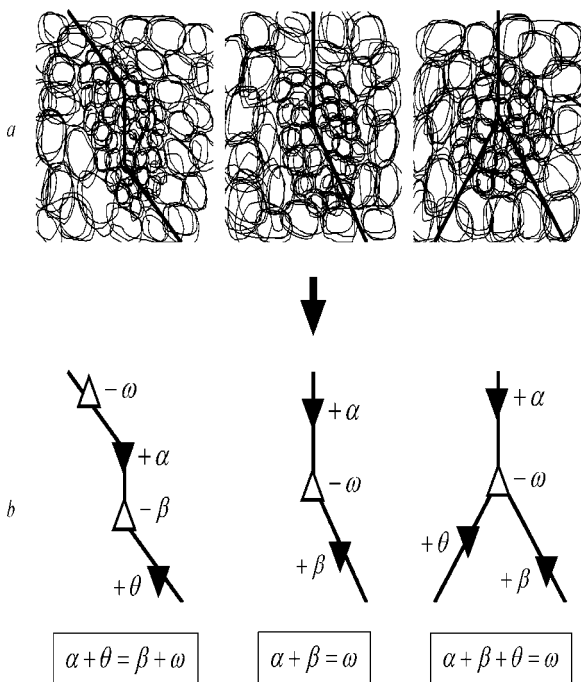 a
b
− ω
+ α
− β
+ θ
+ α
− ω
+ β
+ α
− ω
+ θ
+ β
α + θ = β + ω
α + β = ω
α + β + θ = ω